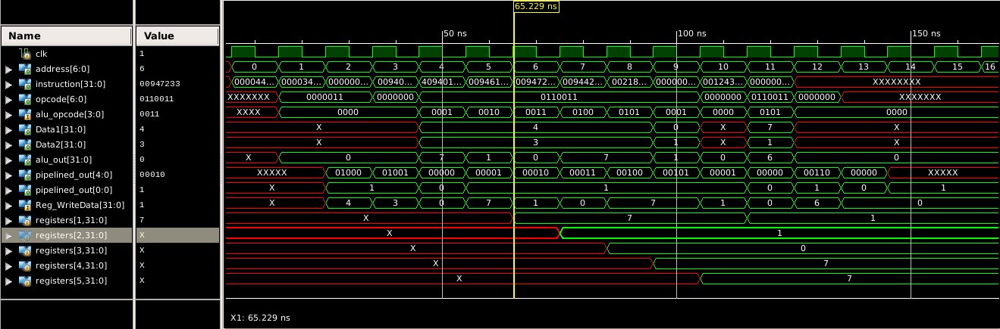 65.229 ns
Name Value 50 ns 100 ns 150 ns
clk 1
address[6:0] 6 0 1 2 3 4 5 6 7 8 9 10 11 12 13 14 15 16
instruction[31:0] 00947233 000044... 000034... 000000... 00940... 409401... 009461... 009472... 009442... 00218... 000000... 001243... 000000... XXXXXXXX
opcode[6:0] 0110011 XXXXXXX 0000011 0000000 0110011 0000000 0110011 0000000 XXXXXXX
alu_opcode[3:0] 0011 XXXX 0000 0001 0010 0011 0100 0101 0001 0000 0101 0000
Data1[31:0] 4 X 4 0 X 7 X
Data2[31:0] 3 X 3 1 X 1 X
alu_out[31:0] 0 X 0 7 1 0 7 1 0 6 0
pipelined_out[4:0] 00010 XXXXX 01000 01001 00000 00001 00010 00011 00100 00101 00001 00000 00110 00000 XXXXX
pipelined_out[0:0] 1 X 1 0 1 0 1 0 1
Reg_WriteData[31:0] 1 X 4 3 0 7 1 0 7 1 0 6 0
registers[1,31:0] 7 X 7 1
registers[2,31:0] X X 1
registers[3,31:0] X X 0
registers[4,31:0] X X 7
registers[5,31:0] X X 7
X1: 65.229 ns